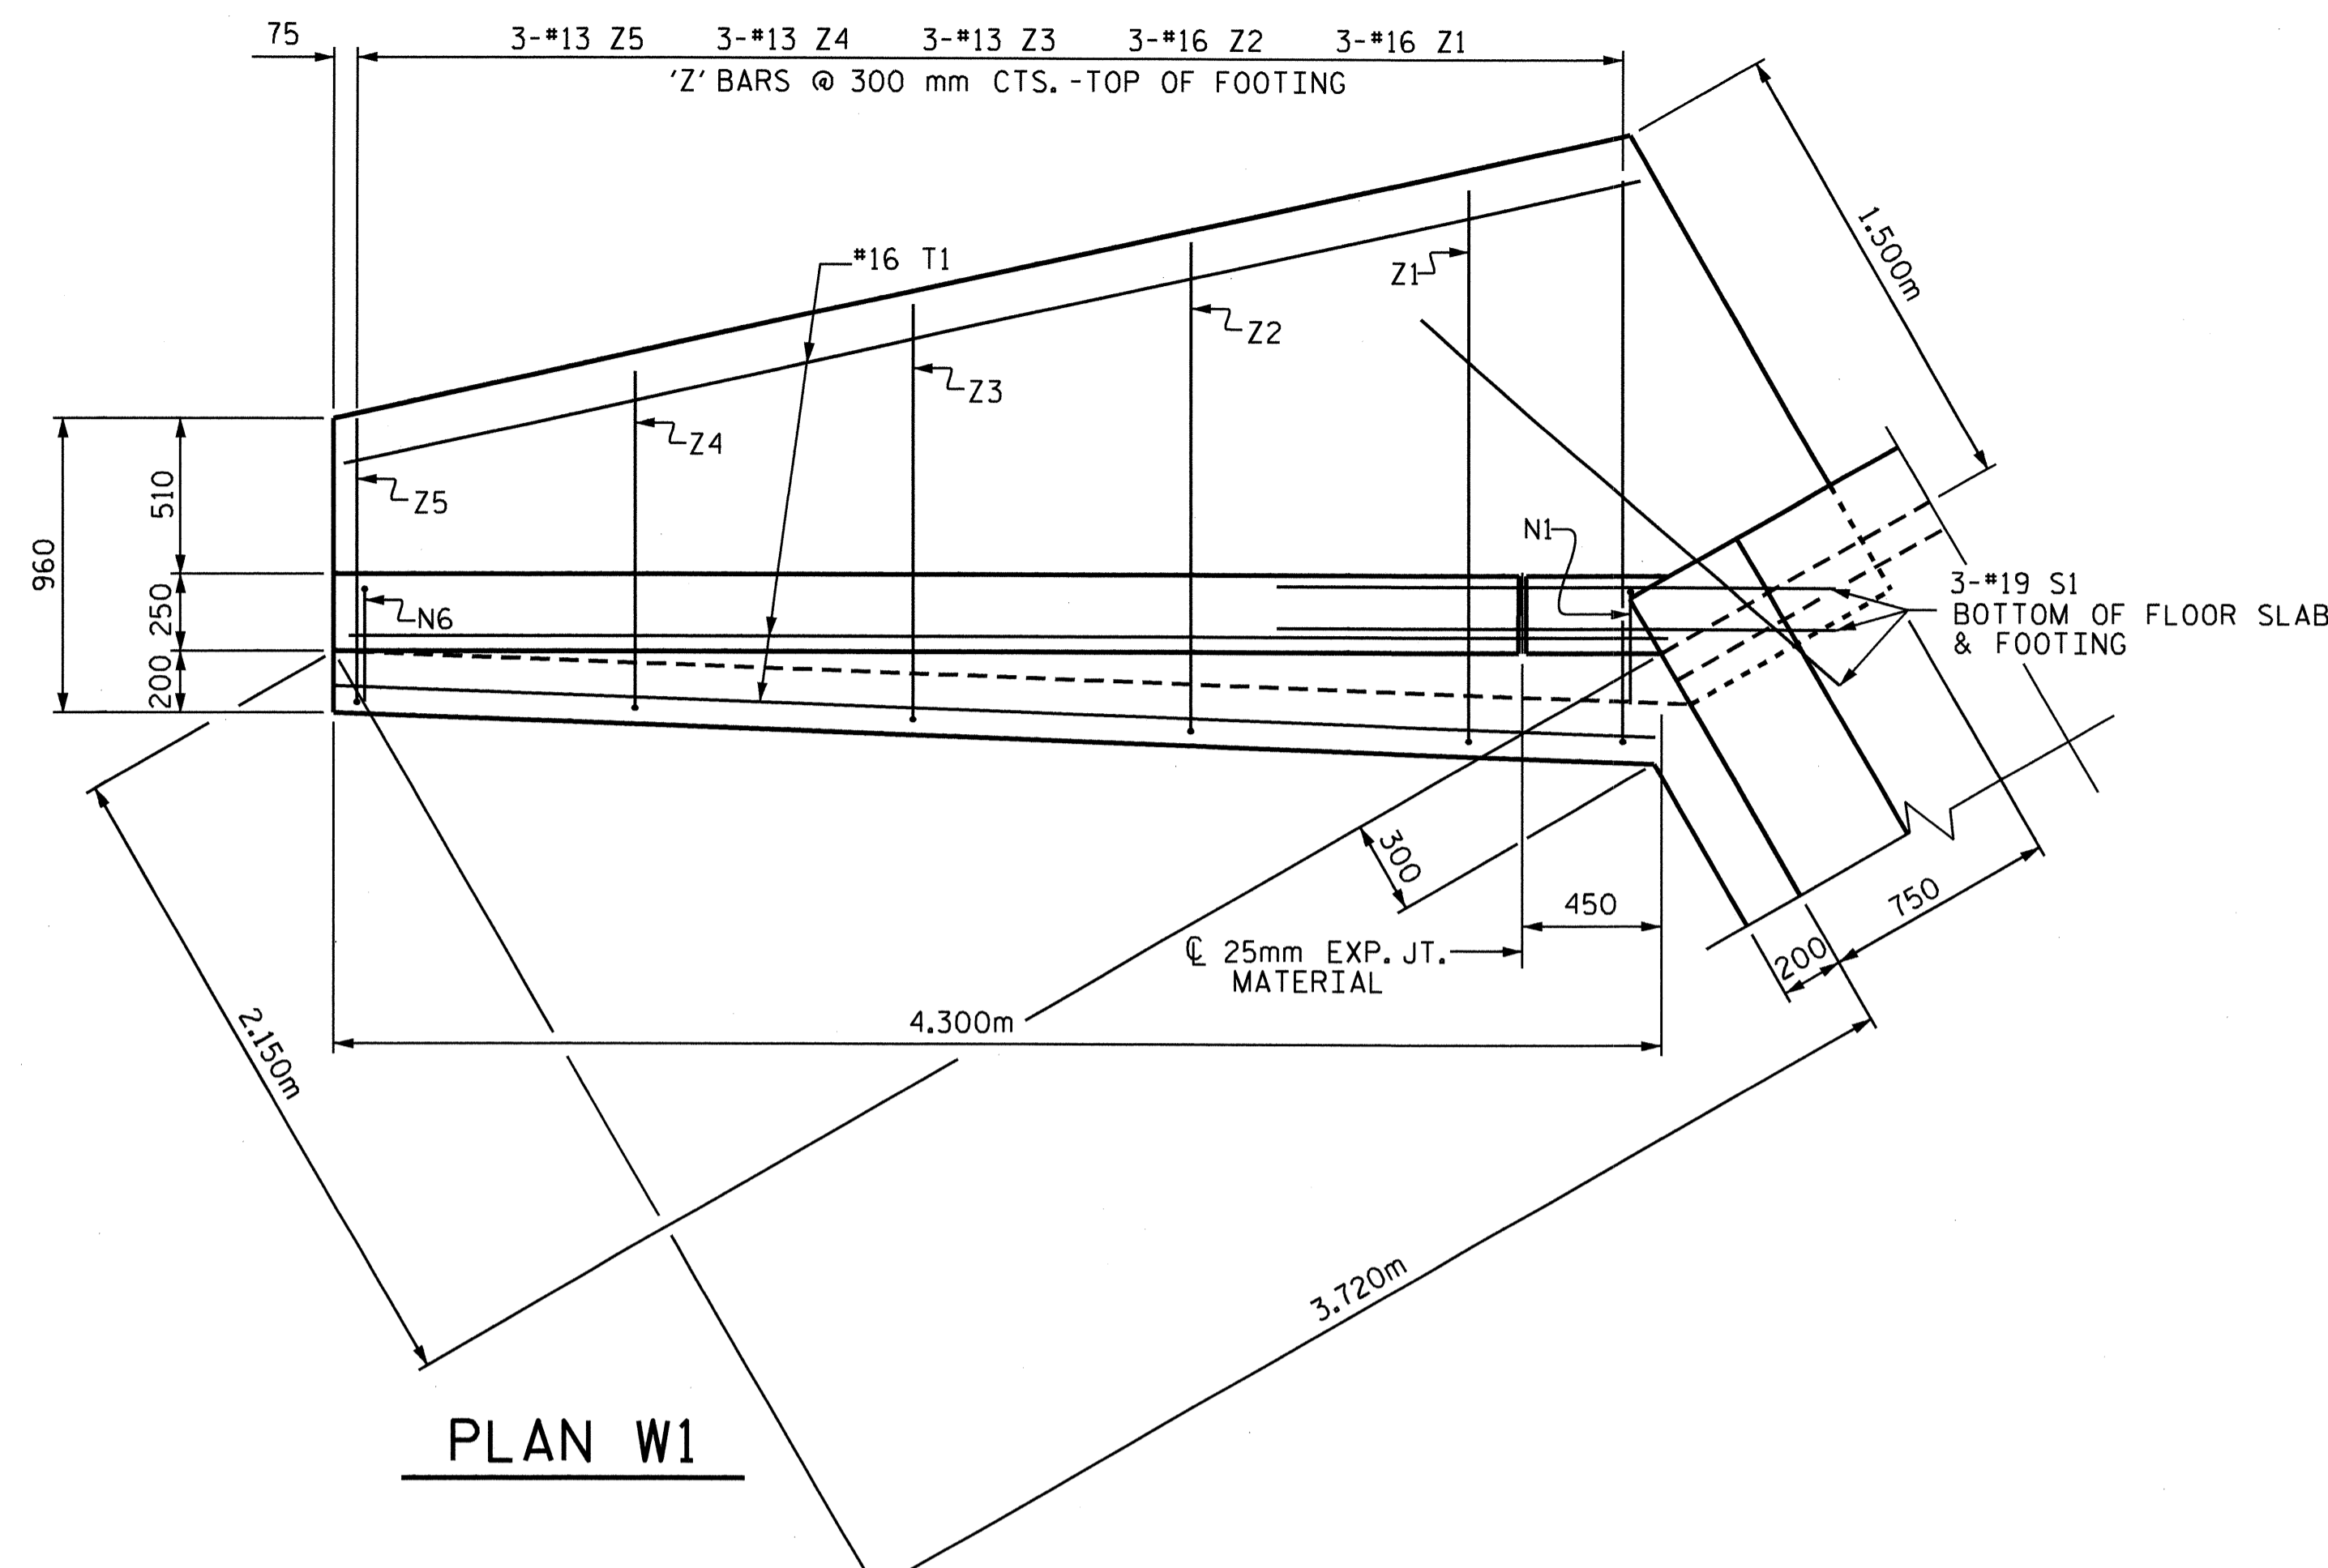 75
3-#13 Z5 3-#13 Z4 3-#13 Z3 3-#16 Z2 3-#16 Z1
'Z' BARS @ 300 mm CTS.-TOP OF FOOTING
1.500m
#16 T1
Z1
Z2
Z3
Z4
Z5
510
960
250
200
N6
N1
3-#19 S1
BOTTOM OF FLOOR SLAB
& FOOTING
300
450
750
200
℄ 25mm EXP. JT.
MATERIAL
4.300m
2.150m
3.720m
PLAN W1